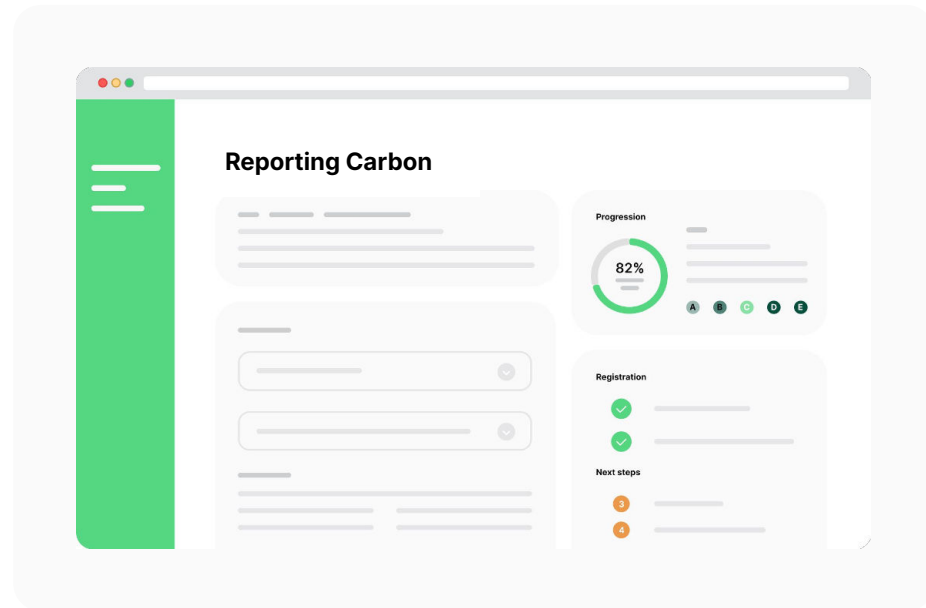 Reporting Carbon
Progression
82%
A B C D E
Registration
Next steps
3
4